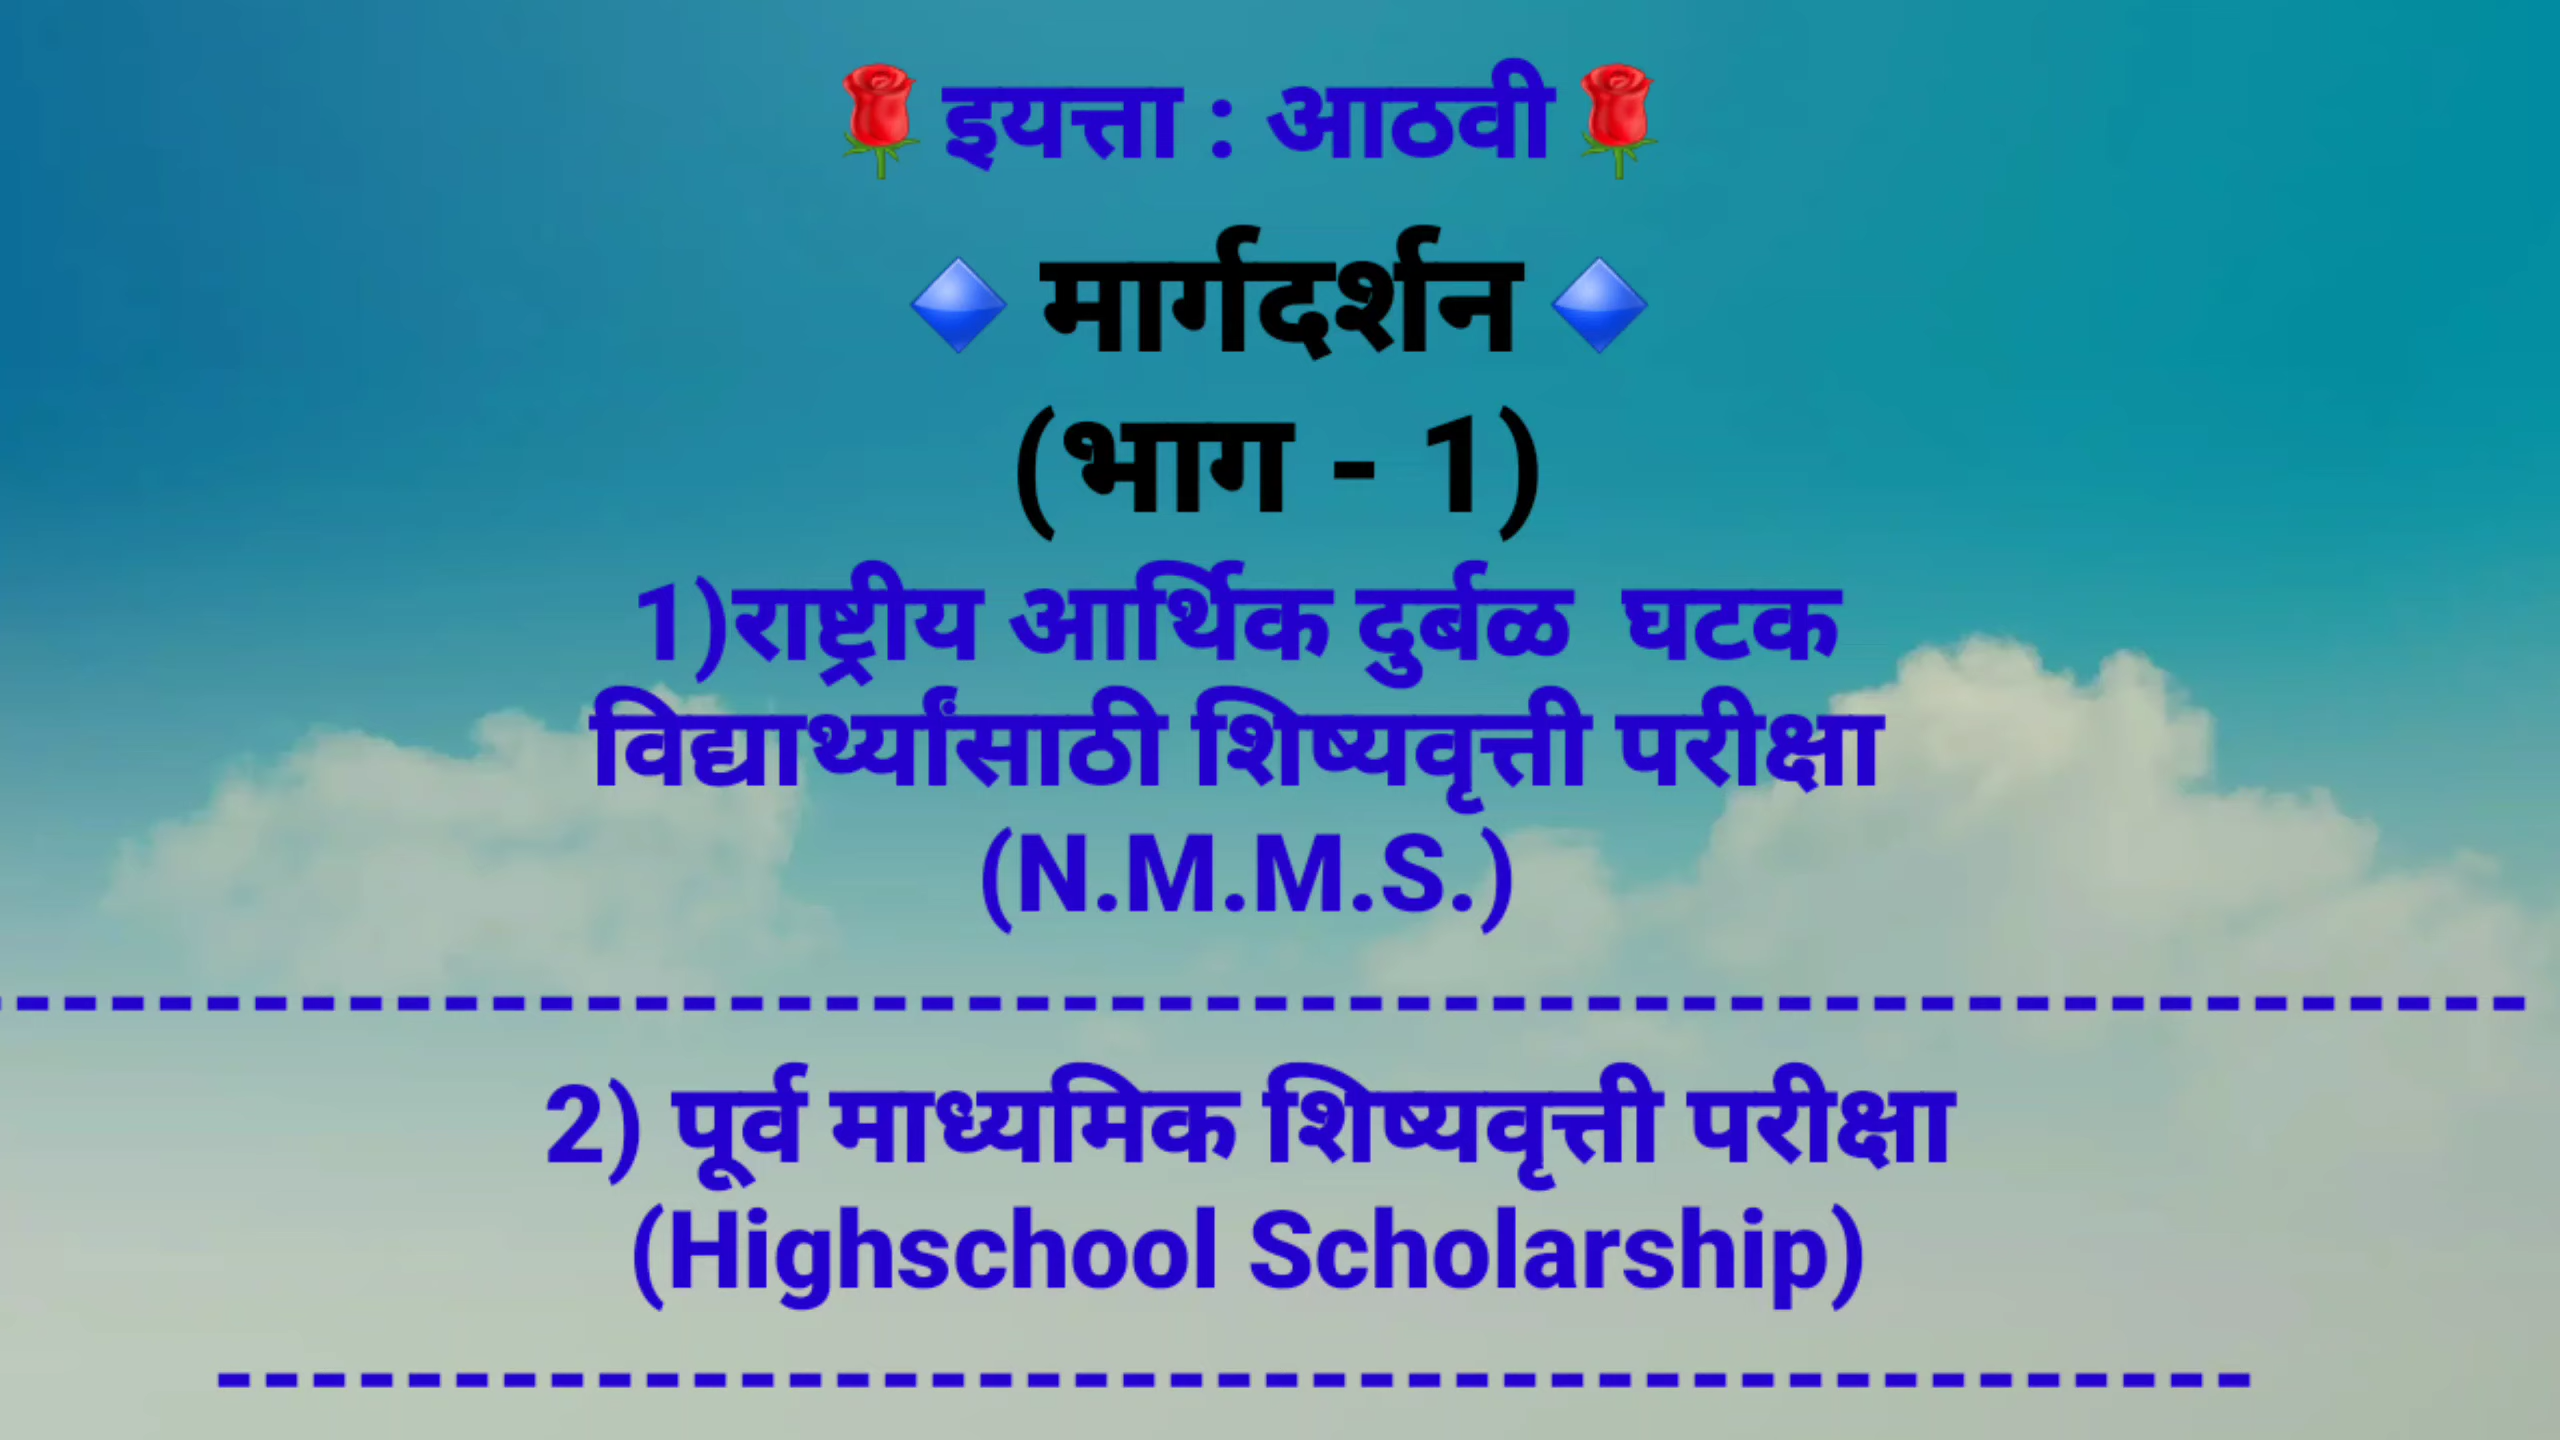 🌹इयत्ता : आठवी🌹
🔷 मार्गदर्शन 🔷
(भाग - 1)
1)राष्ट्रीय आर्थिक दुर्बळ  घटक
विद्यार्थ्यांसाठी शिष्यवृत्ती परीक्षा
(N.M.M.S.)
-----------------------------------------------------
2) पूर्व माध्यमिक शिष्यवृत्ती परीक्षा
(Highschool Scholarship)
-------------------------------------------